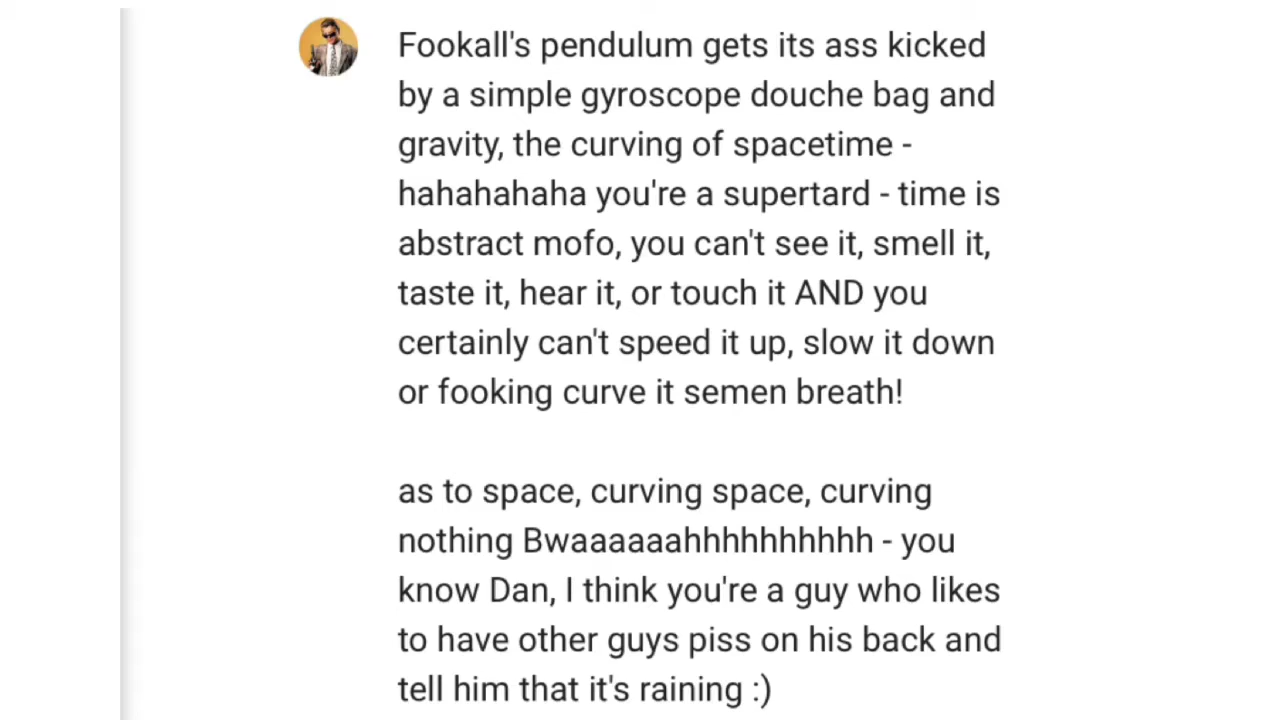 Fookall's pendulum gets its ass kicked
by a simple gyroscope douche bag and
gravity, the curving of spacetime -
hahahahaha you're a supertard - time is
abstract mofo, you can't see it, smell it,
taste it, hear it, or touch it AND you
certainly can't speed it up, slow it down
or fooking curve it semen breath!
as to space, curving space, curving
nothing Bwaaaaaahhhhhhhhhhh - you
know Dan, I think you're a guy who likes
to have other guys piss on his back and
tell him that it's raining :)